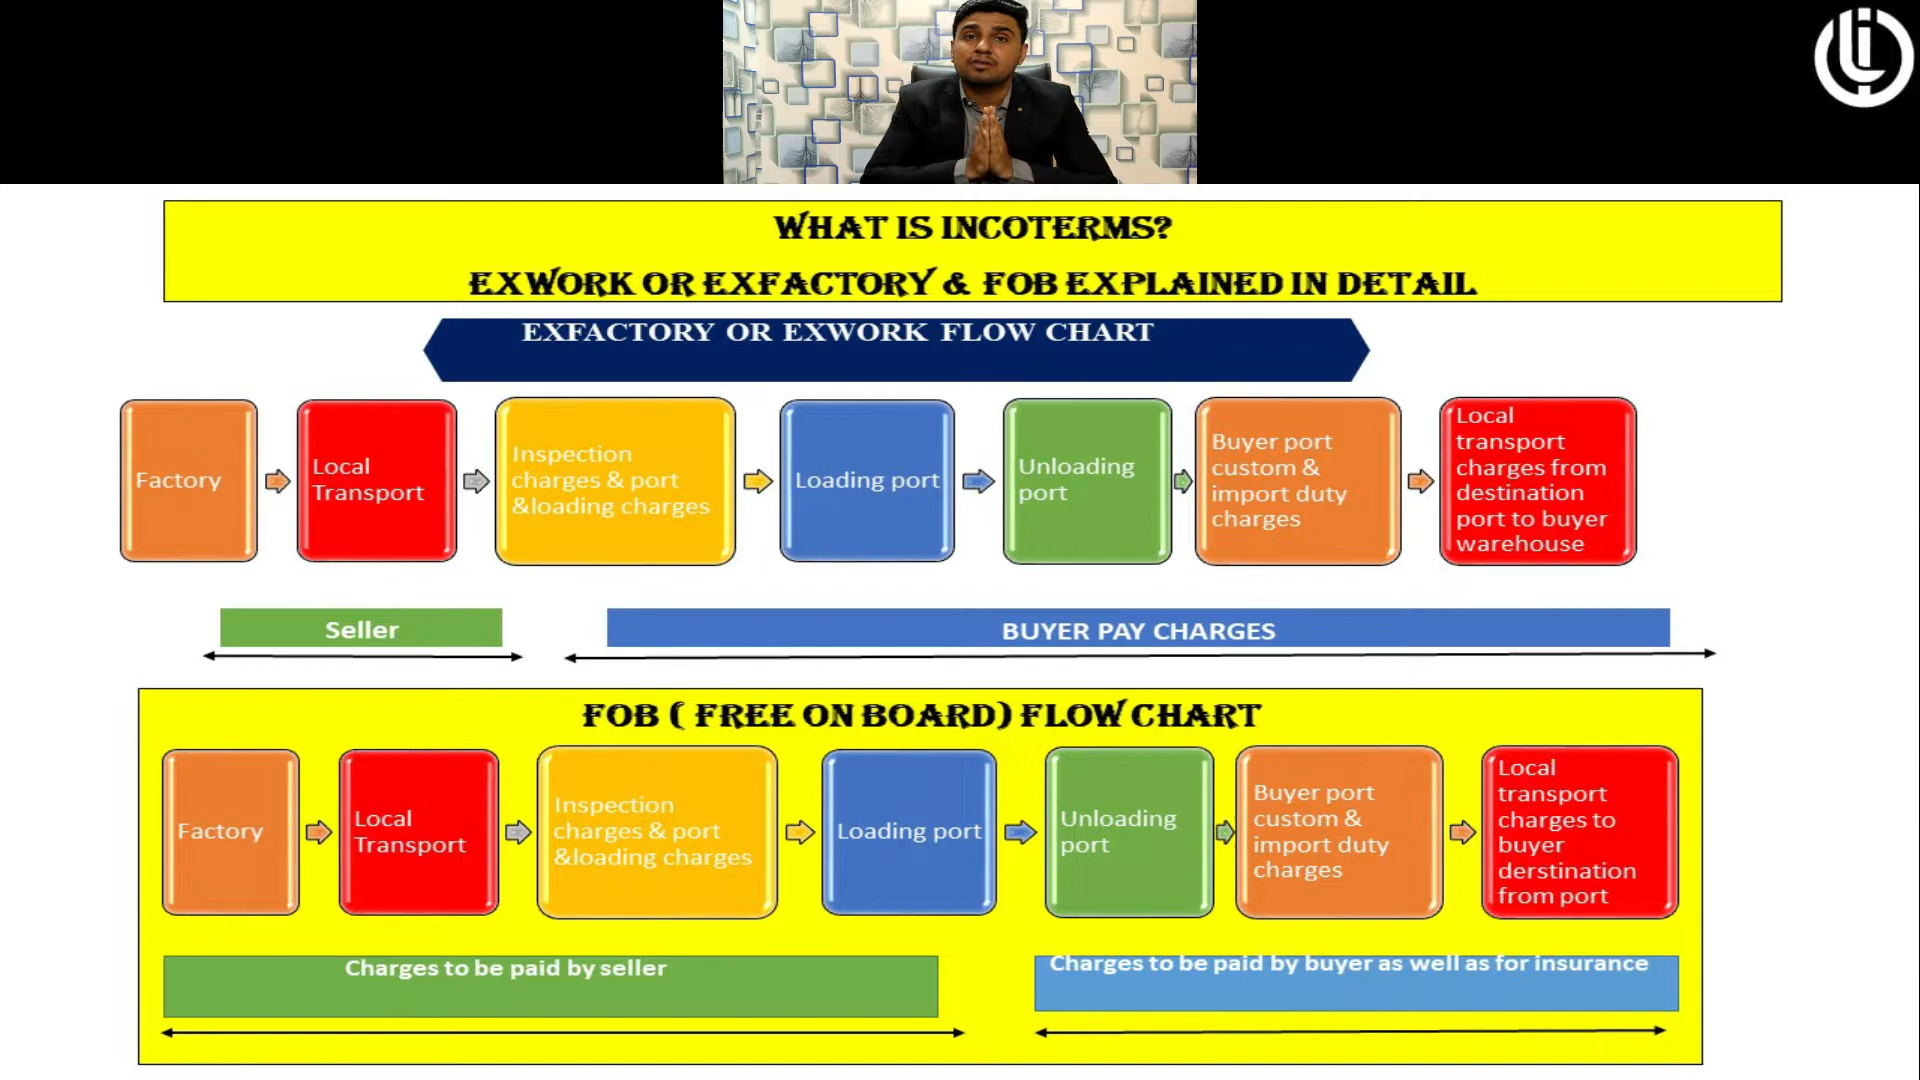 WHAT IS INCOTERMS?
EXWORK OR EXFACTORY & FOB EXPLAINED IN DETAIL
EXFACTORY OR EXWORK FLOW CHART
Factory
Local
Transport
Inspection
charges & port
&loading charges
Loading port
Unloading
port
Buyer port
custom &
import duty
charges
Local
transport
charges from
destination
port to buyer
warehouse
Seller
BUYER PAY CHARGES
FOB ( FREE ON BOARD) FLOW CHART
Factory
Local
Transport
Inspection
charges & port
&loading charges
Loading port
Unloading
port
Buyer port
custom &
import duty
charges
Local
transport
charges to
buyer
derstination
from port
Charges to be paid by seller
Charges to be paid by buyer as well as for insurance